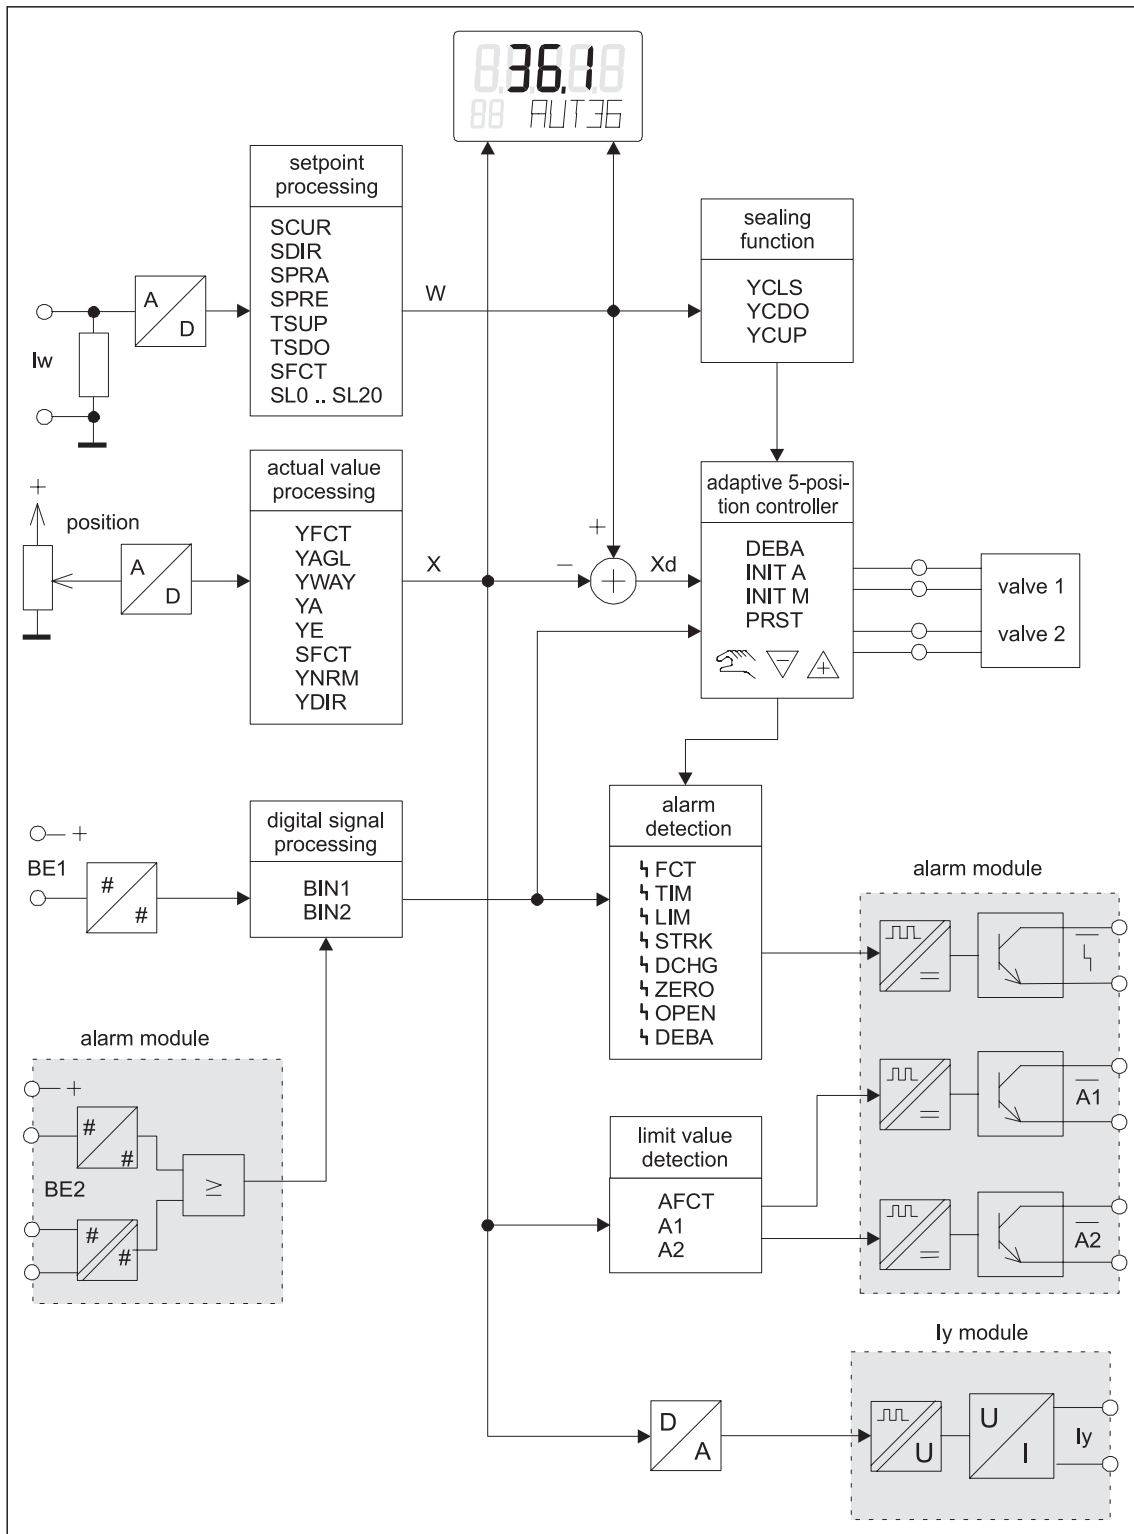 36.1
AUT36
setpoint
processing
SCUR
SDIR
SPRA
SPRE
TSUP
TSDO
SFCT
SL0 .. SL20
A
D
Iw
W
sealing
function
YCLS
YCDO
YCUP
actual value
processing
YFCT
YAGL
YWAY
YA
YE
SFCT
YNRM
YDIR
+
position
A
D
X
+
−
+
Xd
adaptive 5-posi-
tion controller
DEBA
INIT A
INIT M
PRST
−
+
valve 1
valve 2
digital signal
processing
BIN1
BIN2
+
BE1
#
#
alarm
detection
FCT
TIM
LIM
STRK
DCHG
ZERO
OPEN
DEBA
alarm module
=
A1
=
A2
=
alarm module
+
#
#
BE2
#
#
≥
limit value
detection
AFCT
A1
A2
Iy module
D
A
U
U
I
Iy